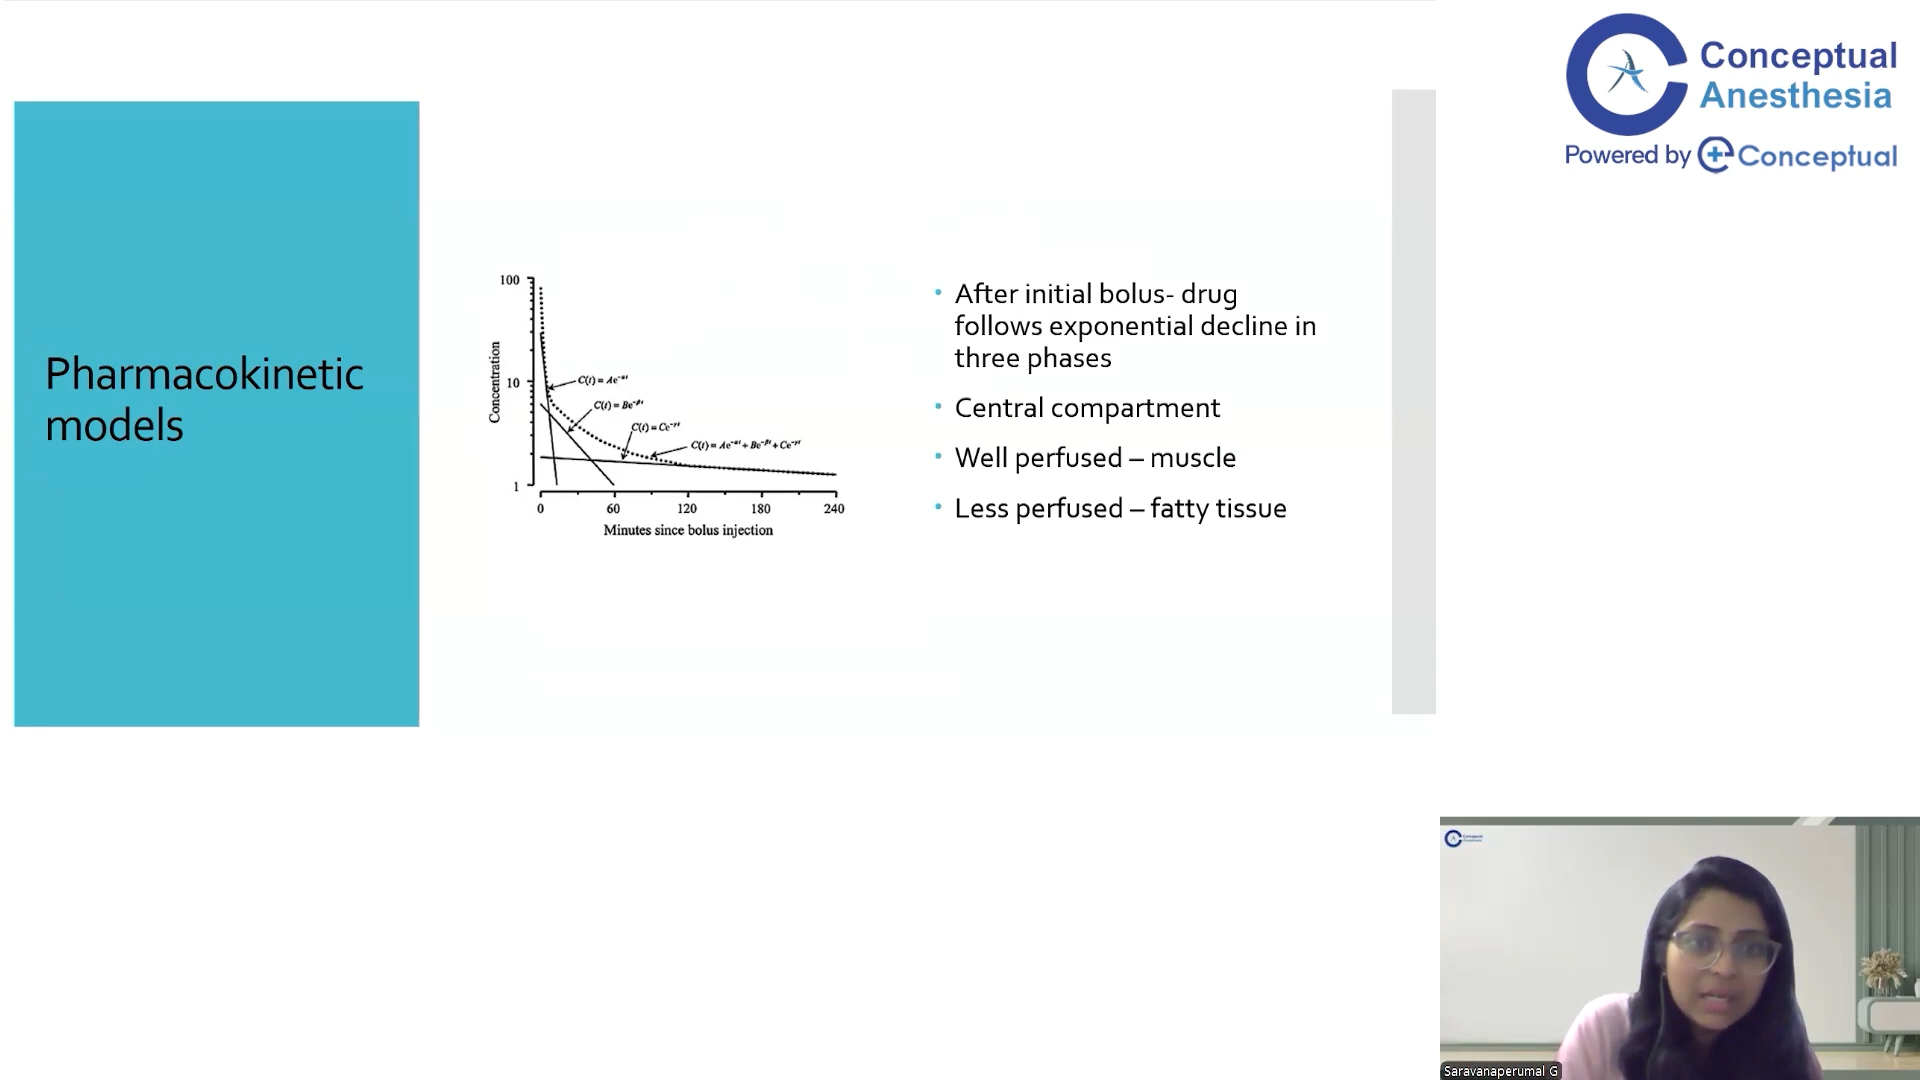 Conceptual
Anesthesia
Powered by Conceptual
Pharmacokinetic
models
100
10
1
Concentration
C(t) = Ae^-αt
C(t) = Be^-βt
C(t) = Ce^-γt
C(t) = Ae^-αt + Be^-βt + Ce^-γt
0 60 120 180 240
Minutes since bolus injection
• After initial bolus- drug
follows exponential decline in
three phases
• Central compartment
• Well perfused – muscle
• Less perfused – fatty tissue
Conceptual
Anesthesia
Saravanaperumal G